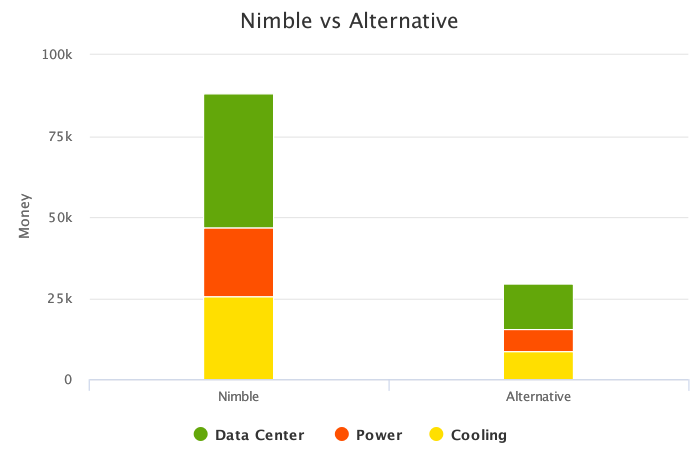 Nimble vs Alternative
100k
75k
50k
25k
0
Money
Nimble
Alternative
Data Center
Power
Cooling